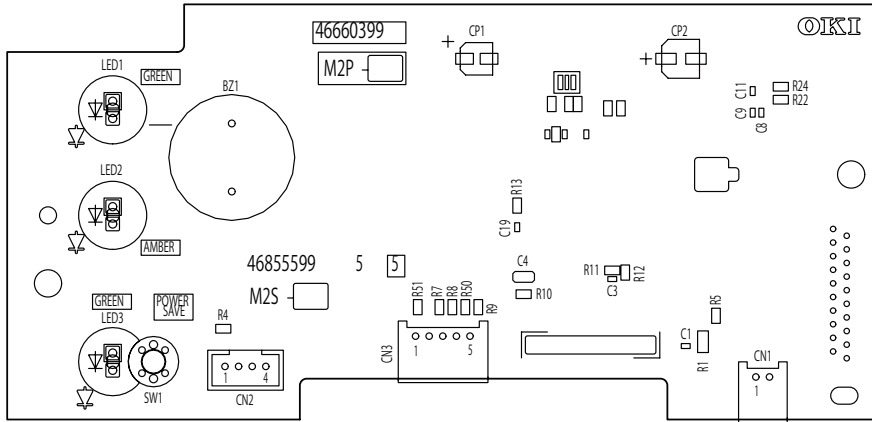 46660399
CP1
CP2
OKI
LED1
GREEN
M2P
BZ1
C11
R24
R22
C9
C8
LED2
R13
C19
AMBER
46855599 5 5
C4
R11
R12
C3
M2S
R10
GREEN
POWER
SAVE
R4
R51
R7
R8
R50
R9
R5
LED3
CN3
1 5
C1
R1
CN1
1
1 4
SW1
CN2